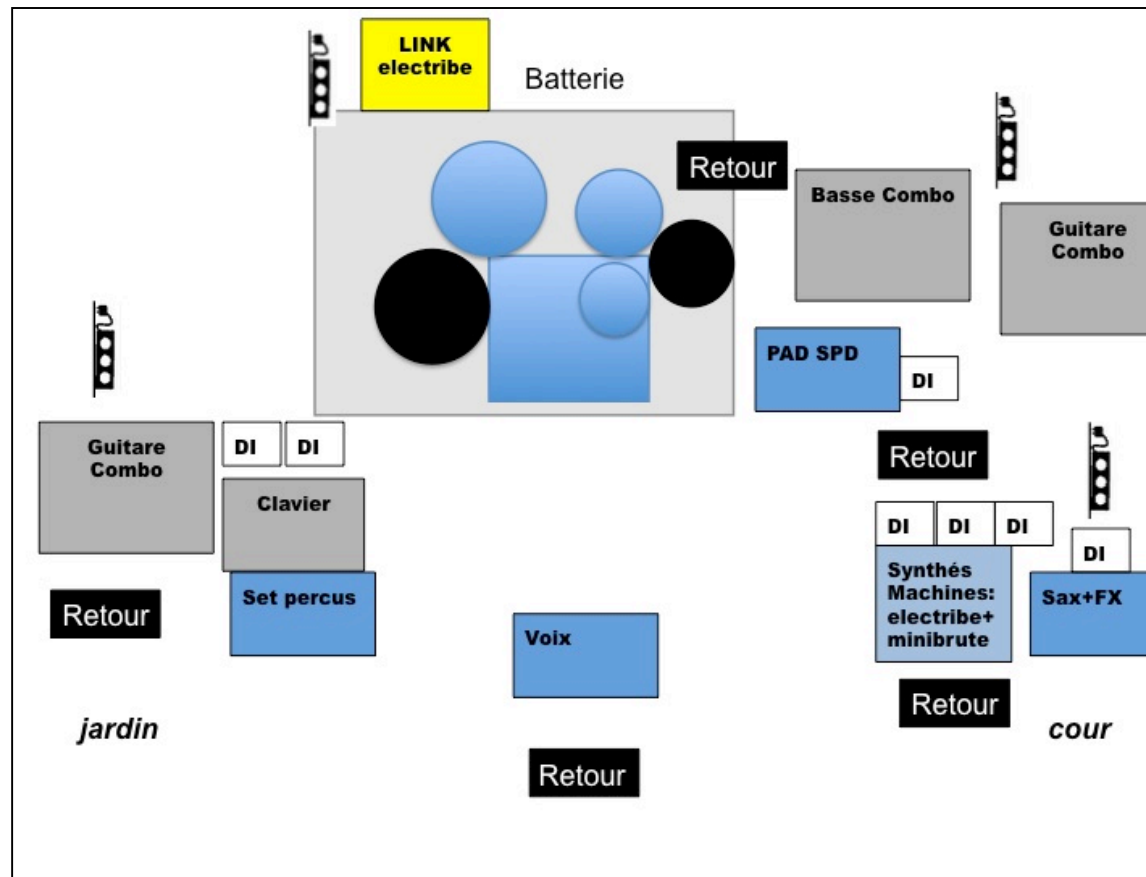 LINK
electribe
Batterie
Retour
Basse Combo
Guitare
Combo
PAD SPD
DI
Guitare
Combo
DI
DI
Retour
Clavier
DI
DI
DI
DI
Retour
Set percus
Synthés
Machines:
electribe+
minibrute
Sax+FX
Voix
Retour
jardin
cour
Retour